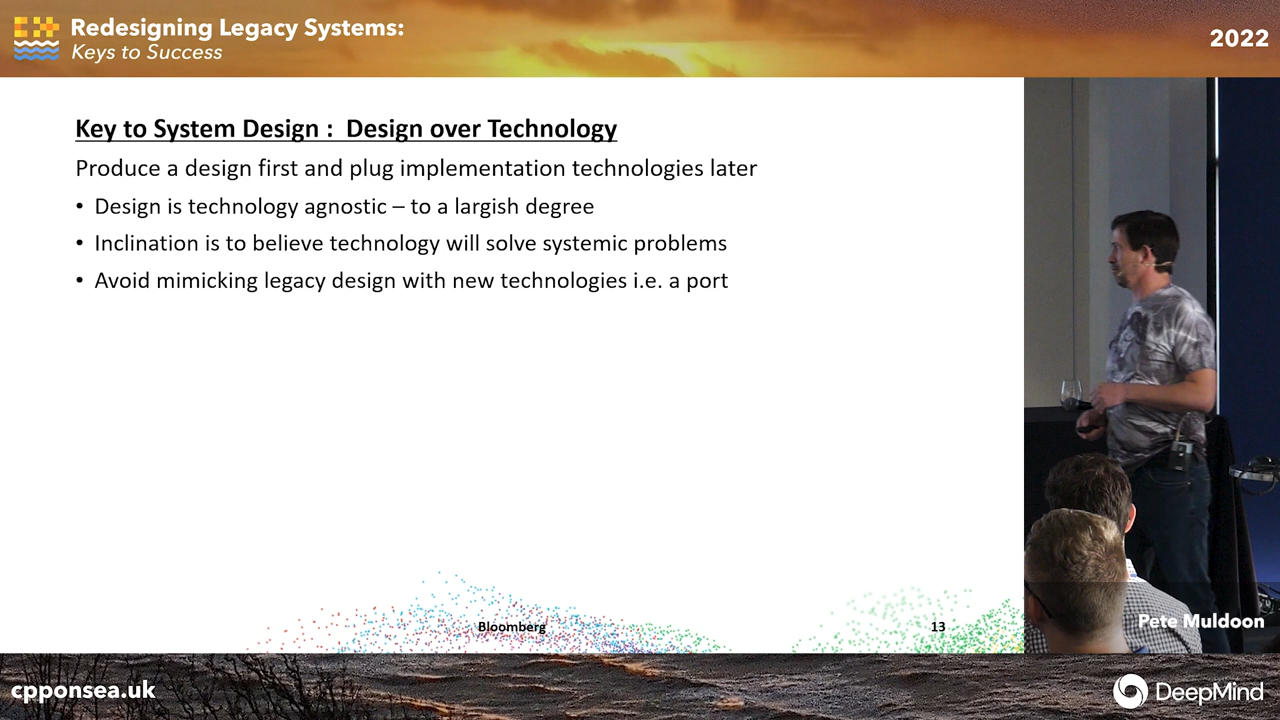 Redesigning Legacy Systems:
Keys to Success
2022
Key to System Design :  Design over Technology
Produce a design first and plug implementation technologies later
• Design is technology agnostic – to a largish degree
• Inclination is to believe technology will solve systemic problems
• Avoid mimicking legacy design with new technologies i.e. a port
Bloomberg
13
Pete Muldoon
cpponsea.uk
DeepMind